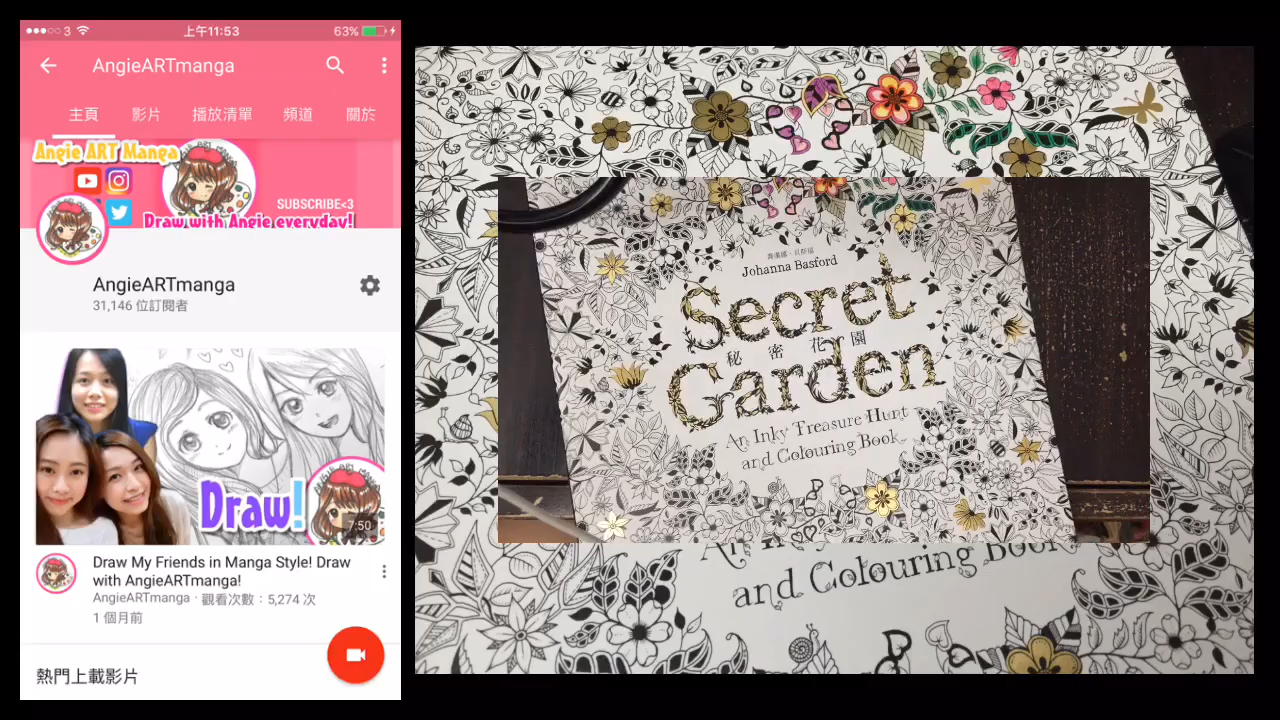 3 上午11:53 63%
AngieARTmanga
主頁 影片 播放清單 頻道 關於
Angie ART Manga
SUBSCRIBE<3
Draw with Angie everyday!
AngieARTmanga
31,146 位訂閱者
Draw!
7:50
Draw My Friends in Manga Style! Draw
with AngieARTmanga!
AngieARTmanga · 觀看次數：5,274 次
1 個月前
熱門上載影片
Johanna Basford
Secret
秘密花園
Garden
An Inky Treasure Hunt
and Colouring Book
and Colouring Book